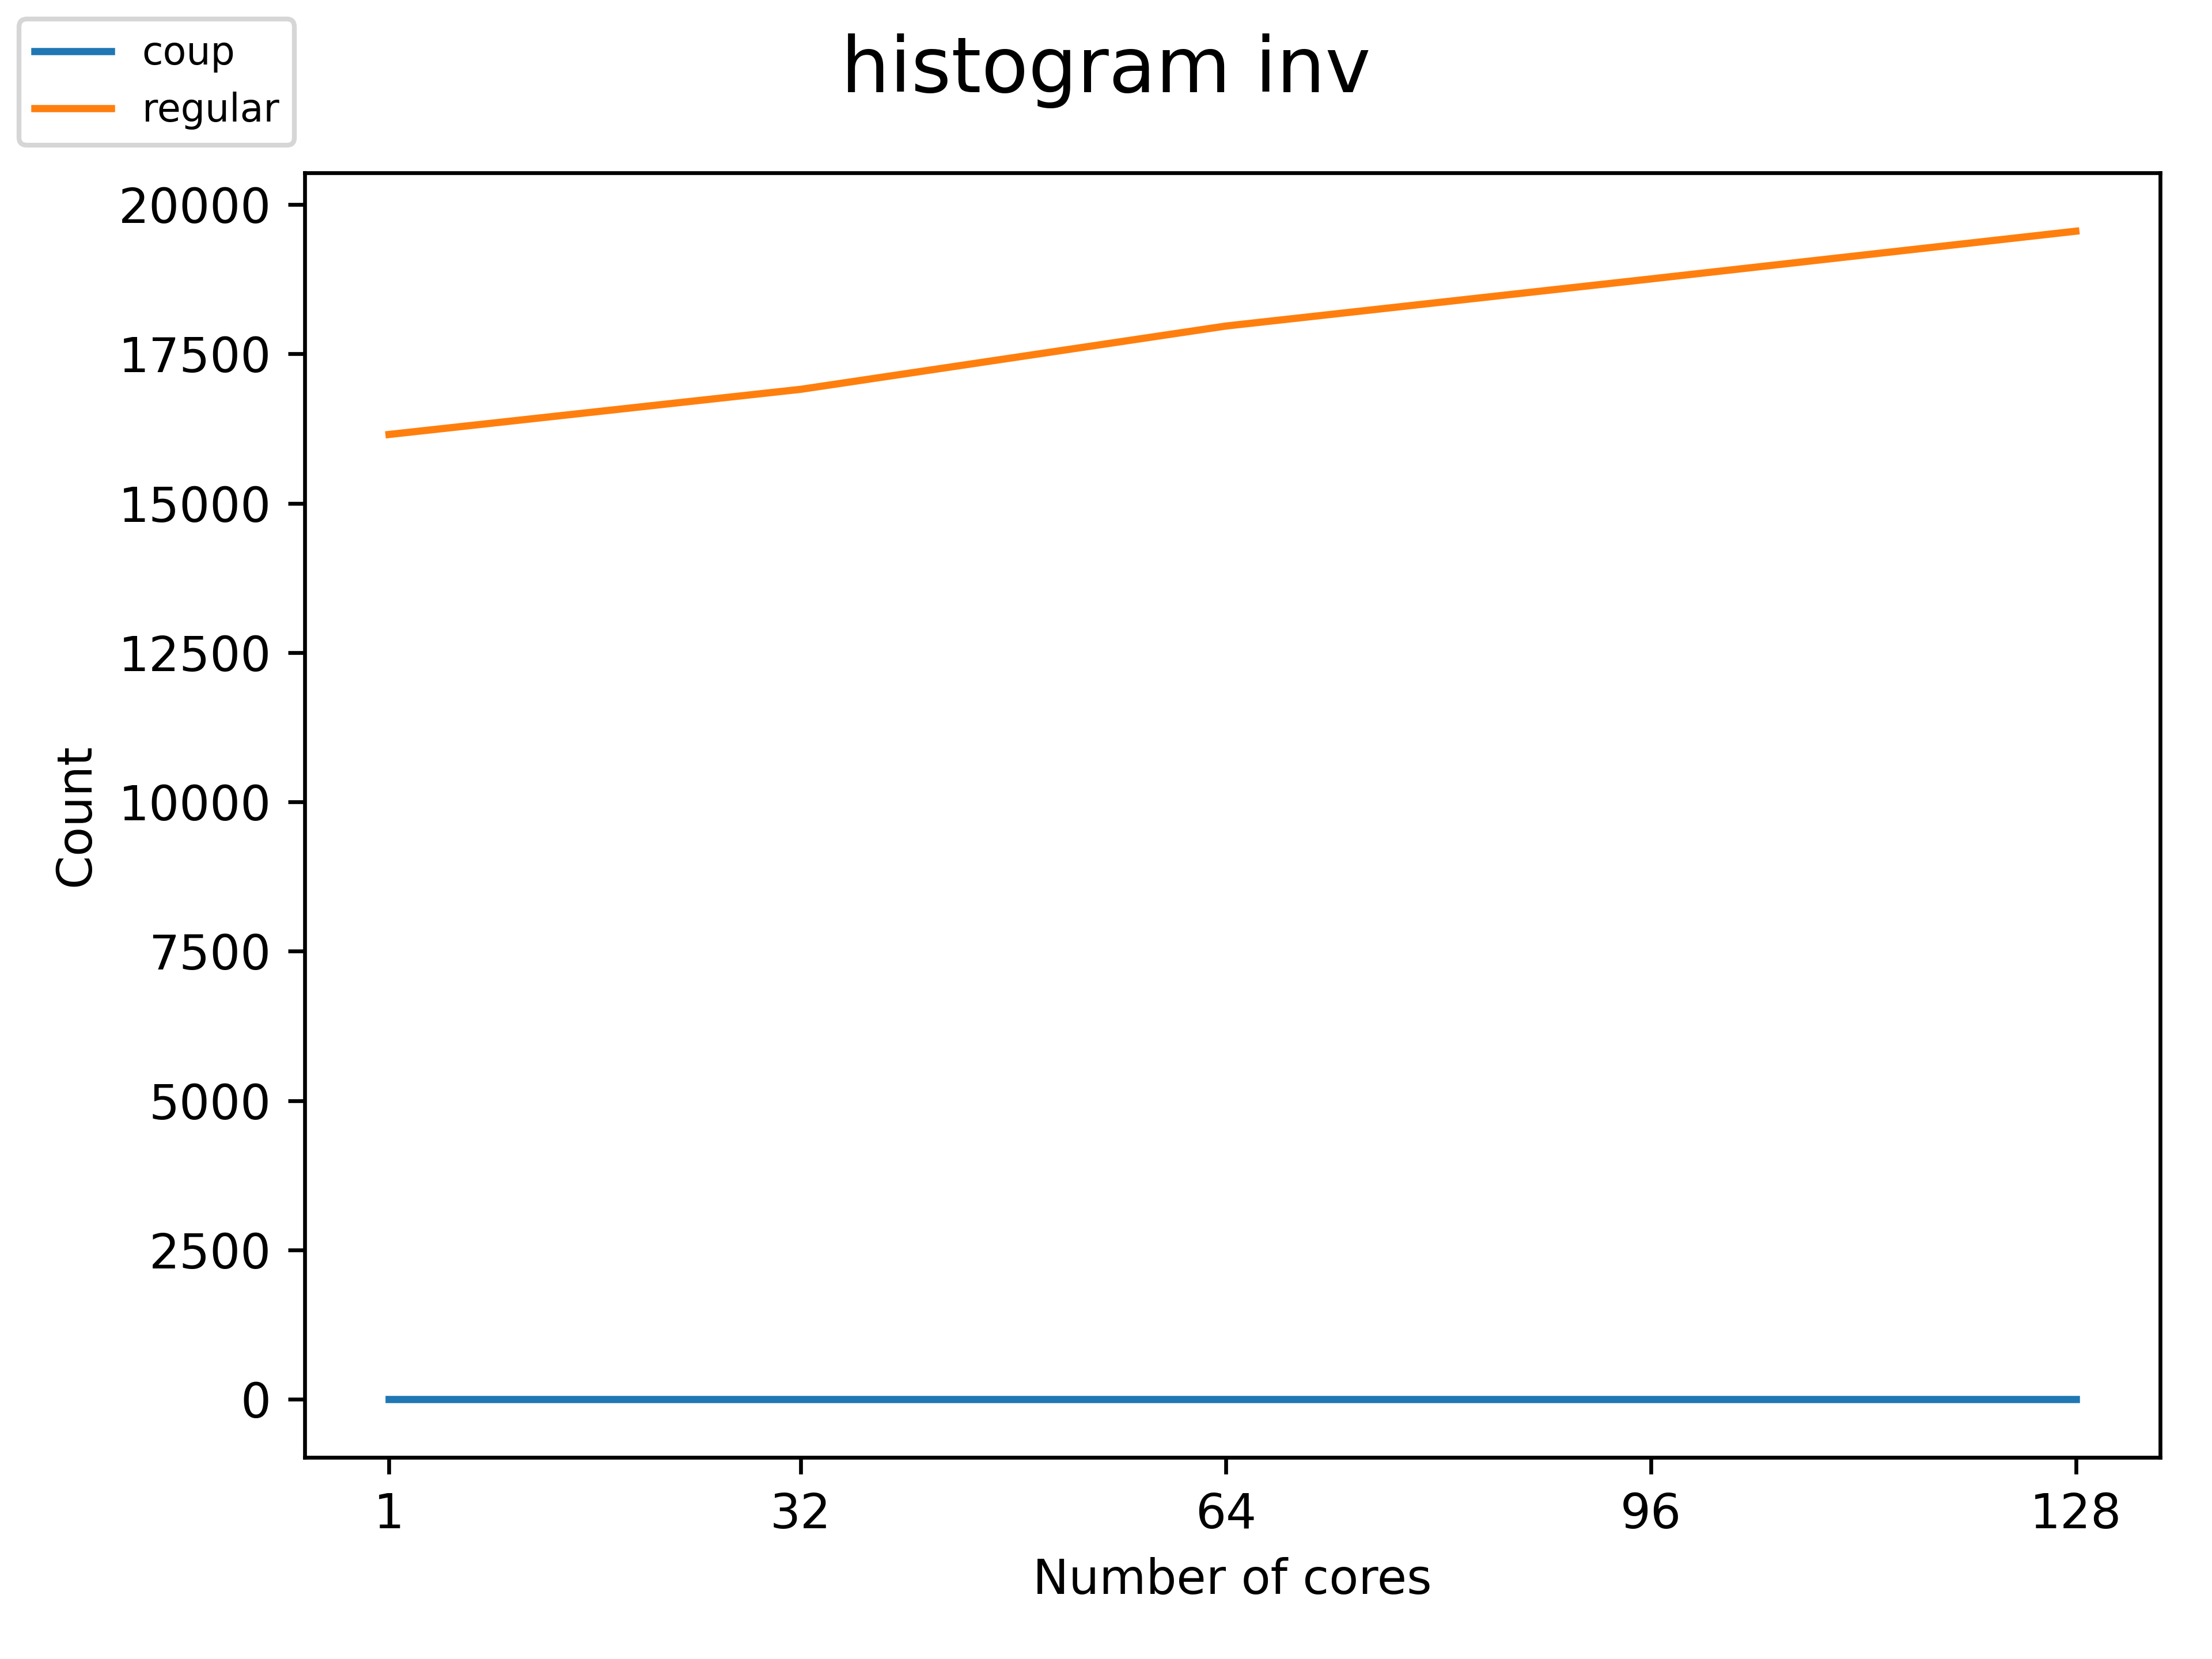 coup
regular
histogram inv
20000
17500
15000
12500
10000
7500
5000
2500
0
Count
1 32 64 96 128
Number of cores